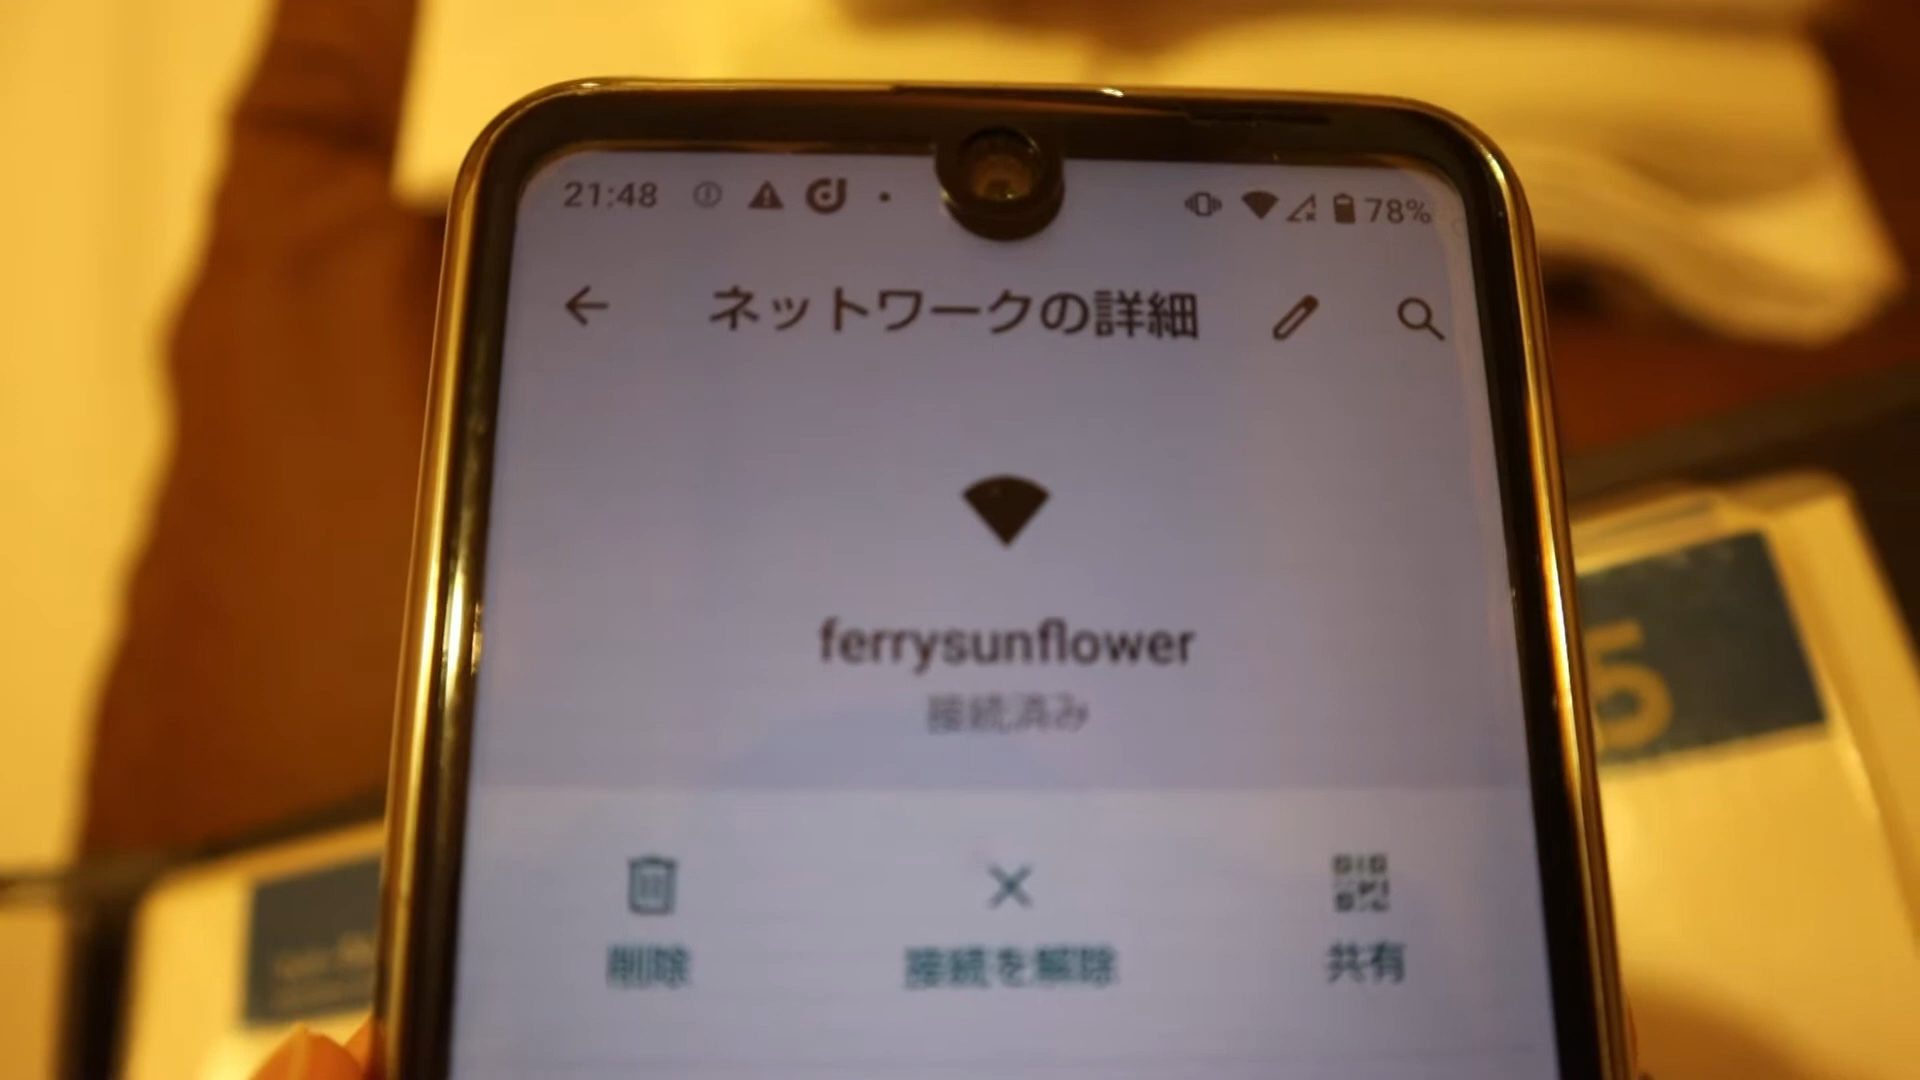 21:48 78%
ネットワークの詳細
ferrysunflower
接続済み
削除 接続を解除 共有
5